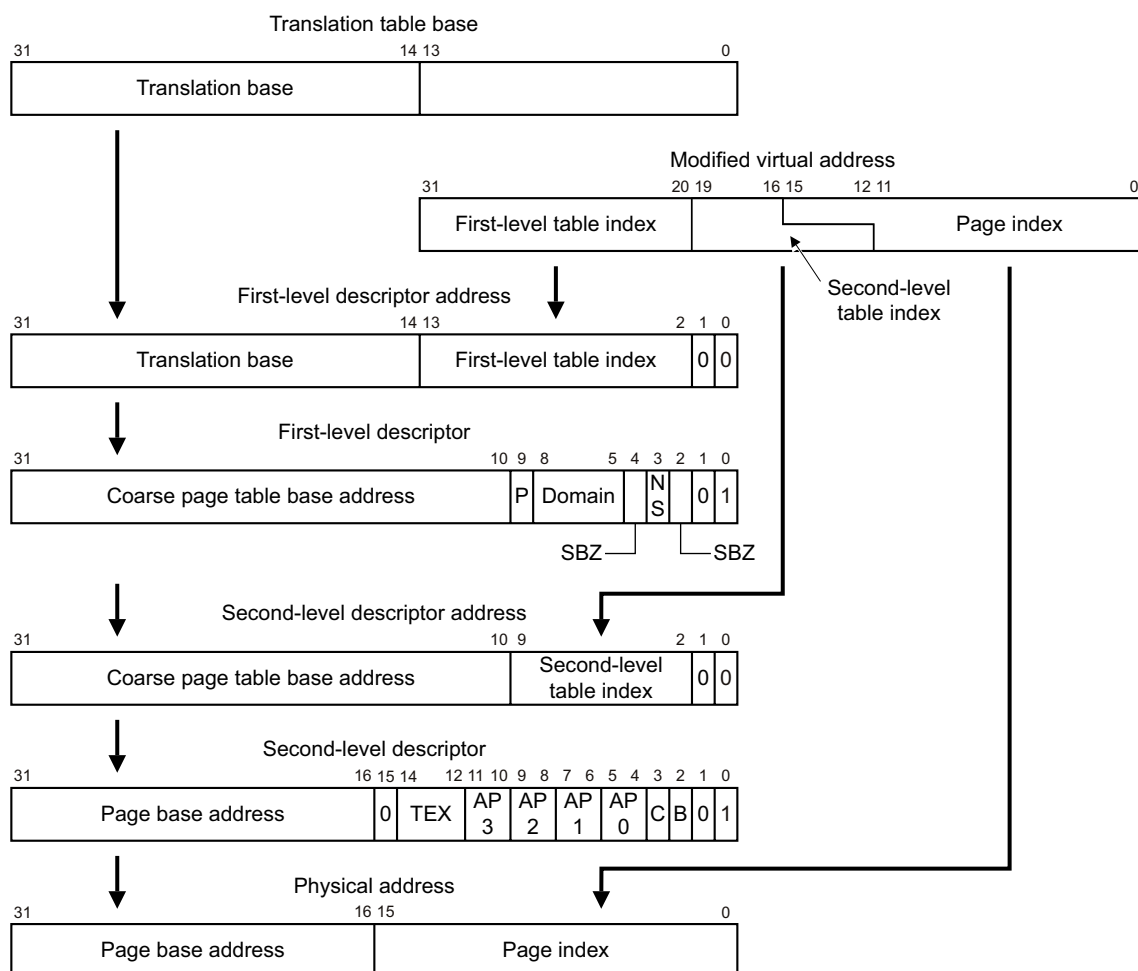 Translation table base
31 14 13 0
Translation base
Modified virtual address
31 20 19 16 15 12 11 0
First-level table index Page index
Second-level
table index
First-level descriptor address
31 14 13 2 1 0
Translation base First-level table index 0 0
First-level descriptor
31 10 9 8 5 4 3 2 1 0
Coarse page table base address P Domain N 0 1
S
SBZ SBZ
Second-level descriptor address
31 10 9 2 1 0
Coarse page table base address Second-level 0 0
table index
Second-level descriptor
31 16 15 14 12 11 10 9 8 7 6 5 4 3 2 1 0
Page base address 0 TEX AP AP AP AP C B 0 1
3 2 1 0
Physical address
31 16 15 0
Page base address Page index